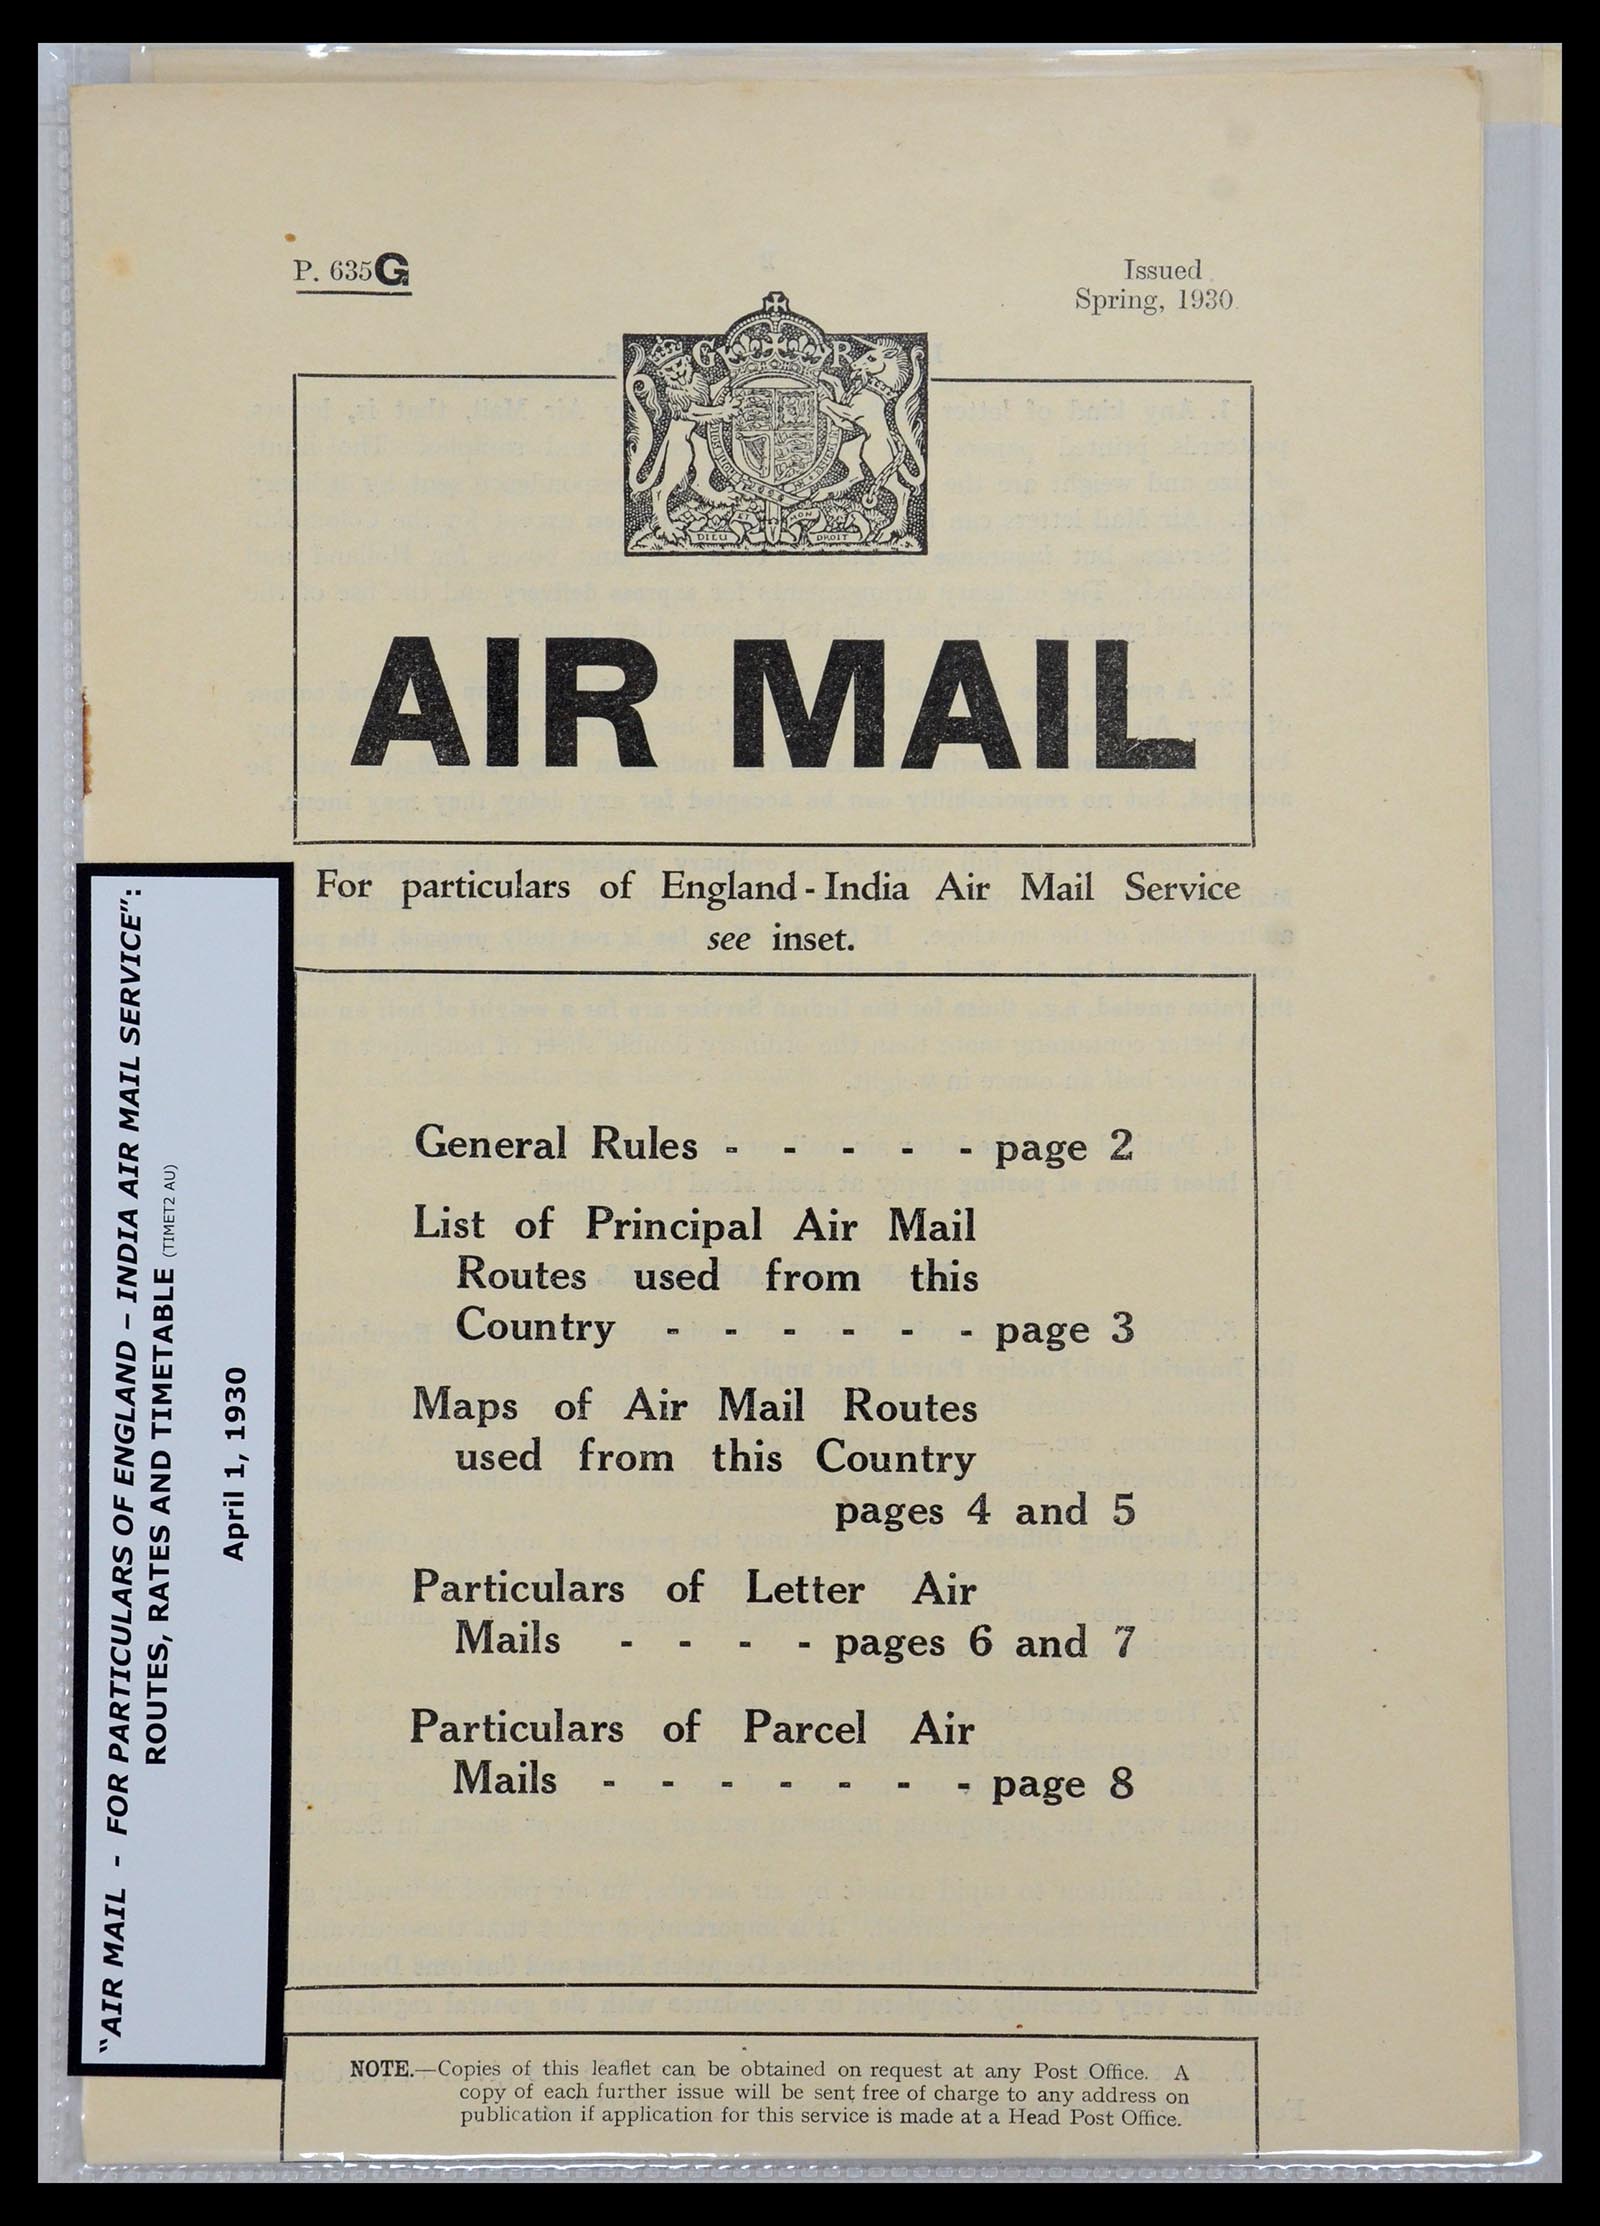 P. 635G
Issued
Spring, 1930.
G R
DIEU ET MON DROIT
AIR MAIL
For particulars of England - India Air Mail Service
see inset.
General Rules - - - - - page 2
List of Principal Air Mail
Routes used from this
Country - - - - - - page 3
Maps of Air Mail Routes
used from this Country
pages 4 and 5
Particulars of Letter Air
Mails - - - - pages 6 and 7
Particulars of Parcel Air
Mails - - - - - - - page 8
NOTE.—Copies of this leaflet can be obtained on request at any Post Office. A
copy of each further issue will be sent free of charge to any address on
publication if application for this service is made at a Head Post Office.
"AIR MAIL - FOR PARTICULARS OF ENGLAND – INDIA AIR MAIL SERVICE":
ROUTES, RATES AND TIMETABLE (TIMET2 AU)
April 1, 1930